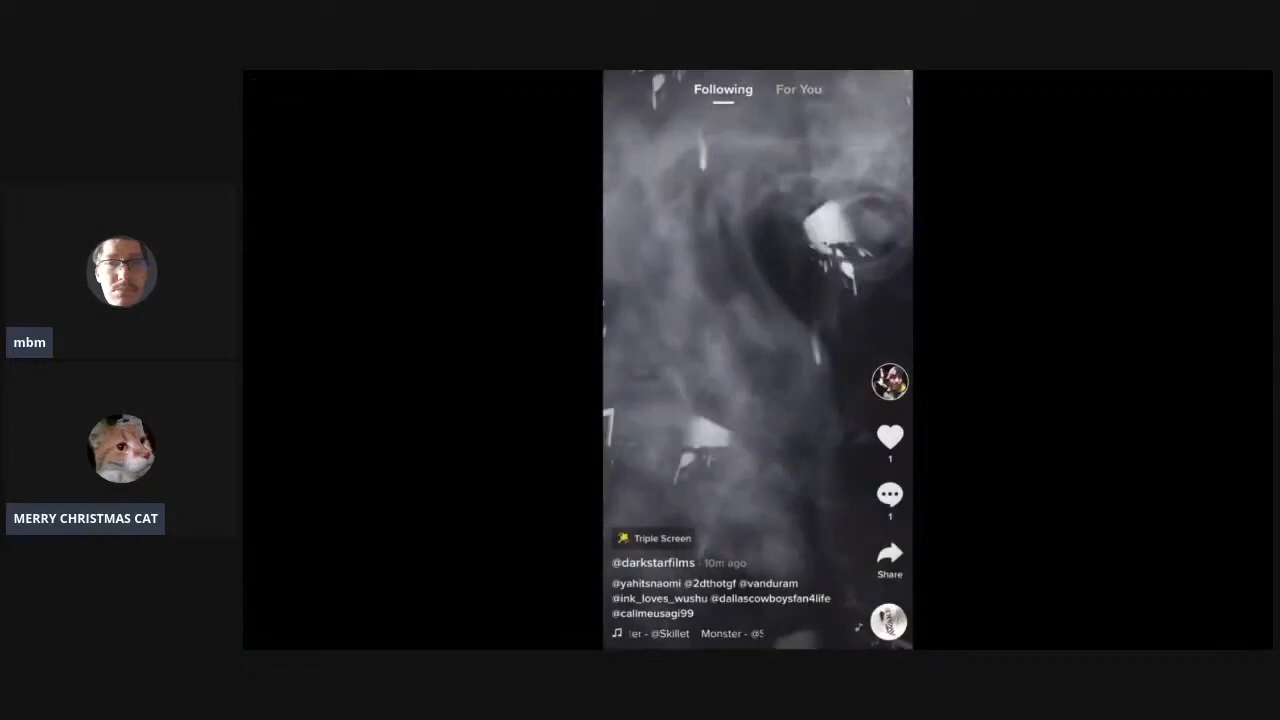 Following For You
mbm
MERRY CHRISTMAS CAT
1
1
Share
Triple Screen
@darkstarfilms · 10m ago
@yahitsnaomi @2dthotgf @vanduram
@ink_loves_wushu @dallascowboysfan4life
@callmeusagi99
er - @Skillet Monster - @S